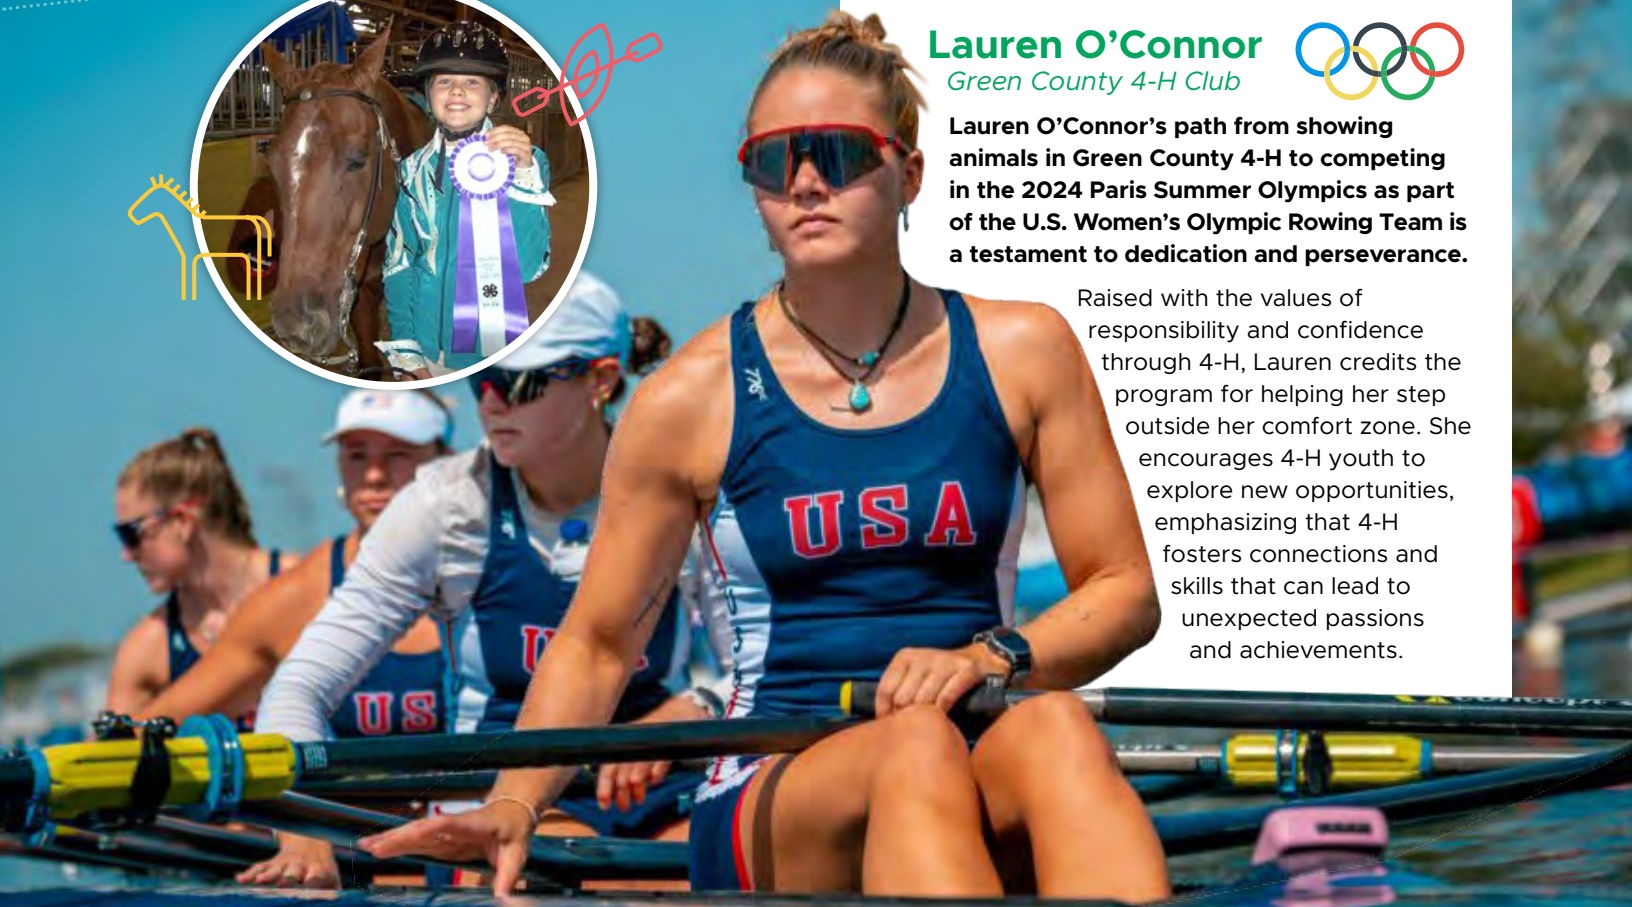 Lauren O’Connor
Green County 4-H Club
Lauren O’Connor’s path from showing
animals in Green County 4-H to competing
in the 2024 Paris Summer Olympics as part
of the U.S. Women’s Olympic Rowing Team is
a testament to dedication and perseverance.
Raised with the values of
responsibility and confidence
through 4-H, Lauren credits the
program for helping her step
outside her comfort zone. She
encourages 4-H youth to
explore new opportunities,
emphasizing that 4-H
fosters connections and
skills that can lead to
unexpected passions
and achievements.
USA
US